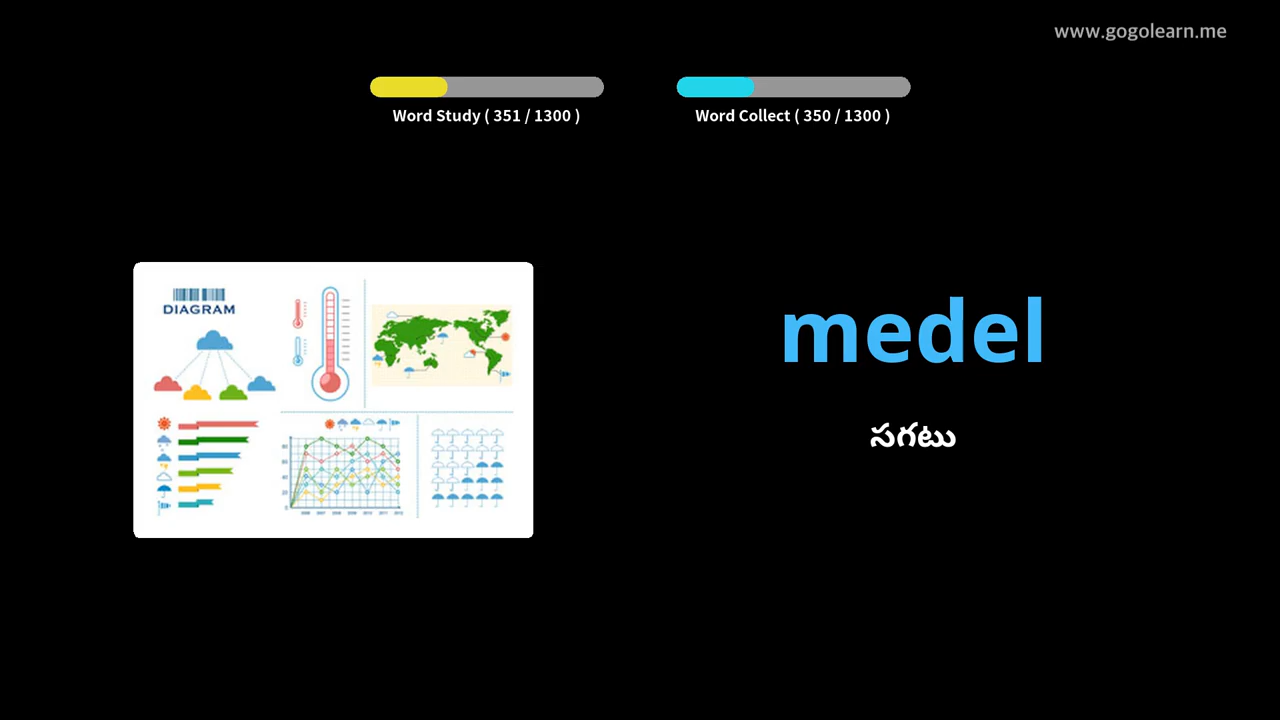 www.gogolearn.me
Word Study ( 351 / 1300 )
Word Collect ( 350 / 1300 )
DIAGRAM
medel
సగటు